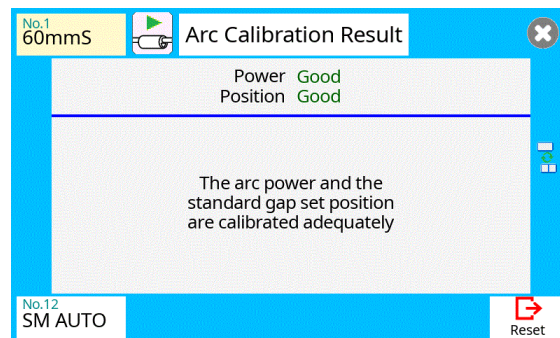 No.1
60mmS
Arc Calibration Result
Power Good
Position Good
The arc power and the
standard gap set position
are calibrated adequately
No.12
SM AUTO
Reset